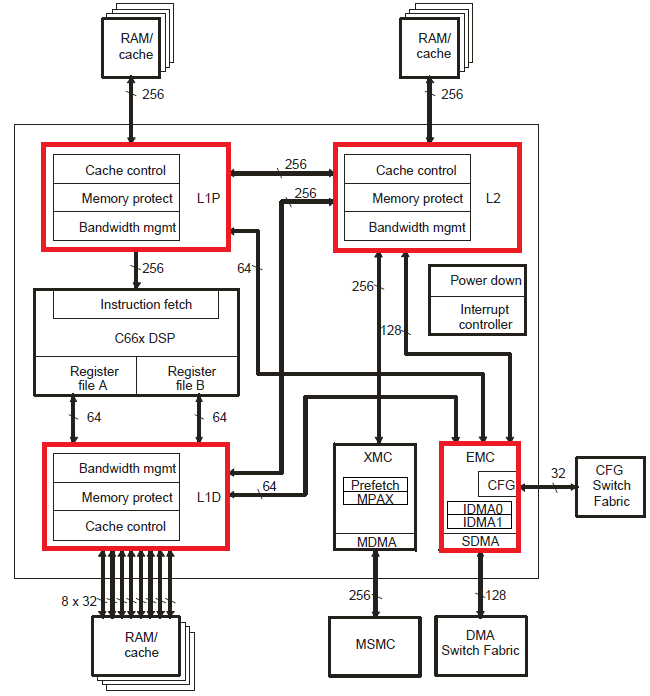 RAM/
cache
RAM/
cache
256
256
Cache control
Memory protect
Bandwidth mgmt
L1P
256
256
Cache control
Memory protect
Bandwidth mgmt
L2
256
64
256
128
Power down
Interrupt
controller
Instruction fetch
C66x DSP
Register
file A
Register
file B
64
64
Bandwidth mgmt
Memory protect
Cache control
L1D
64
XMC
Prefetch
MPAX
MDMA
EMC
CFG
IDMA0
IDMA1
SDMA
32
CFG
Switch
Fabric
8 x 32
256
128
RAM/
cache
MSMC
DMA
Switch Fabric